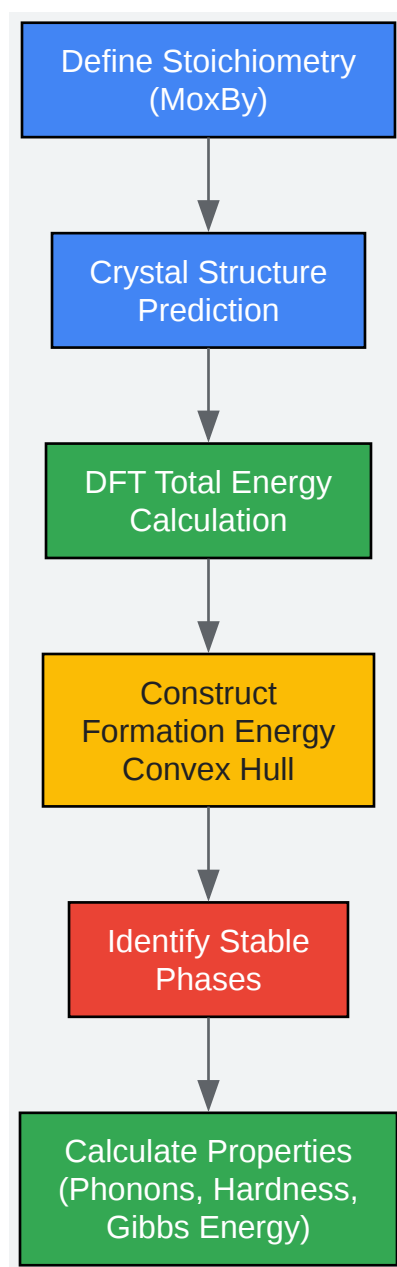 Define Stoichiometry
(MoxBy)
Crystal Structure
Prediction
DFT Total Energy
Calculation
Construct
Formation Energy
Convex Hull
Identify Stable
Phases
Calculate Properties
(Phonons, Hardness,
Gibbs Energy)